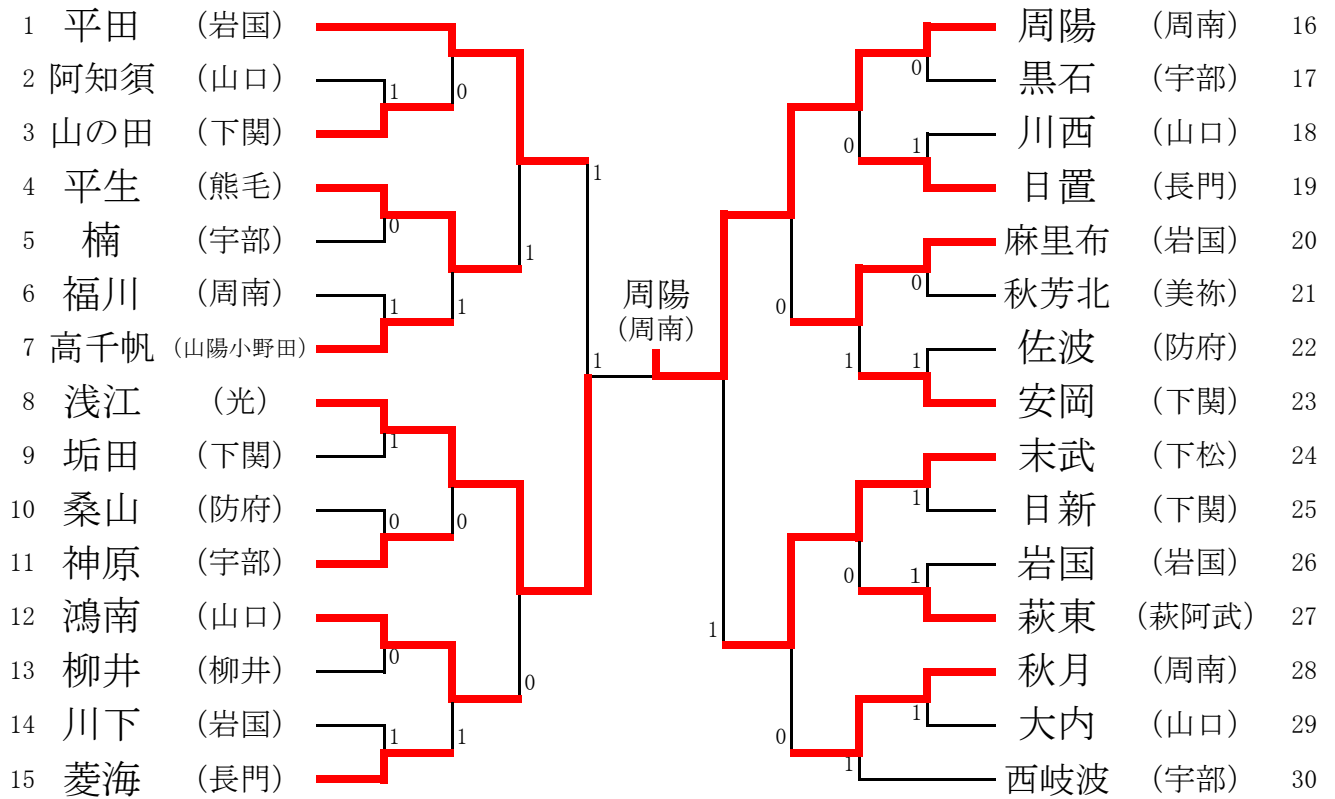 1 平田 (岩国)
2 阿知須 (山口)
3 山の田 (下関)
4 平生 (熊毛)
5 楠 (宇部)
6 福川 (周南)
7 高千帆 (山陽小野田)
8 浅江 (光)
9 垢田 (下関)
10 桑山 (防府)
11 神原 (宇部)
12 鴻南 (山口)
13 柳井 (柳井)
14 川下 (岩国)
15 菱海 (長門)
1
0
0
1
1
1
0
0
0
1
1
1
0
1
1
周陽
(周南)
周陽 (周南) 16
黒石 (宇部) 17
川西 (山口) 18
日置 (長門) 19
麻里布 (岩国) 20
秋芳北 (美祢) 21
佐波 (防府) 22
安岡 (下関) 23
末武 (下松) 24
日新 (下関) 25
岩国 (岩国) 26
萩東 (萩阿武) 27
秋月 (周南) 28
大内 (山口) 29
西岐波 (宇部) 30
0
1
0
0
1
1
1
1
1
0
0
1
0
1